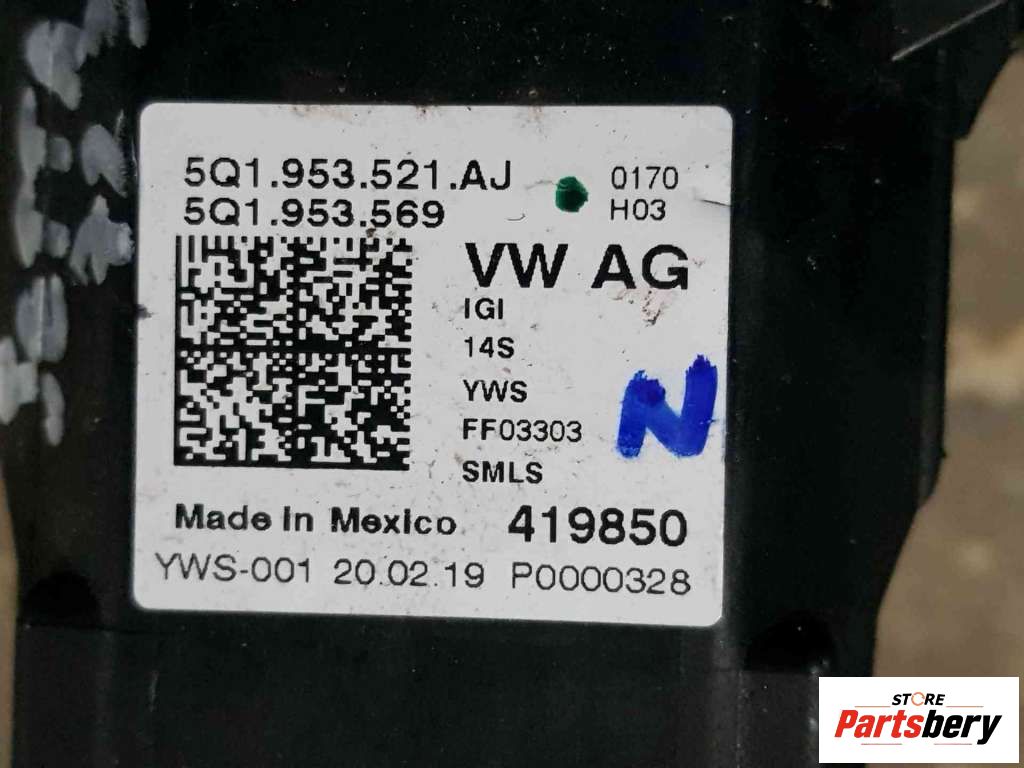 5Q1.953.521.AJ 0170
5Q1.953.569 H03
VW AG
IGI
14S
YWS
FF03303
SMLS
N
Made In Mexico 419850
YWS-001 20.02.19 P0000328
STORE
Partsbery